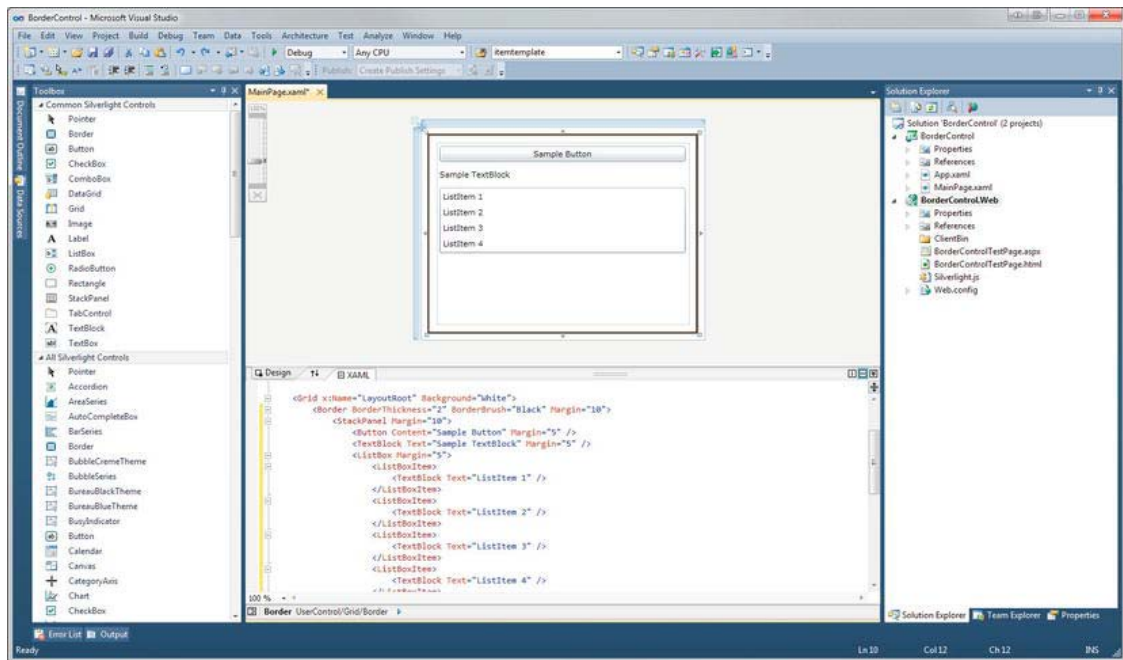 BorderControl - Microsoft Visual Studio
File Edit View Project Build Debug Team Data Tools Architecture Test Analyze Window Help
Debug Any CPU itemtemplate
Publish: Create Publish Settings
Document Outline
Data Sources
Toolbox
Common Silverlight Controls
Pointer
Border
Button
CheckBox
ComboBox
DataGrid
Grid
Image
Label
ListBox
RadioButton
Rectangle
StackPanel
TabControl
TextBlock
TextBox
All Silverlight Controls
Pointer
Accordion
AreaSeries
AutoCompleteBox
BarSeries
Border
BubbleCremeTheme
BubbleSeries
BureauBlackTheme
BureauBlueTheme
BusyIndicator
Button
Calendar
Canvas
CategoryAxis
Chart
CheckBox
MainPage.xaml*
Sample Button
Sample TextBlock
ListItem 1
ListItem 2
ListItem 3
ListItem 4
Design XAML
<Grid x:Name="LayoutRoot" Background="White">
<Border BorderThickness="2" BorderBrush="Black" Margin="10">
<StackPanel Margin="10">
<Button Content="Sample Button" Margin="5" />
<TextBlock Text="Sample TextBlock" Margin="5" />
<ListBox Margin="5">
<ListBoxItem>
<TextBlock Text="ListItem 1" />
</ListBoxItem>
<ListBoxItem>
<TextBlock Text="ListItem 2" />
</ListBoxItem>
<ListBoxItem>
<TextBlock Text="ListItem 3" />
</ListBoxItem>
<ListBoxItem>
<TextBlock Text="ListItem 4" />
</ListBoxItem>
100 %
Border UserControl/Grid/Border
Solution Explorer
Solution 'BorderControl' (2 projects)
BorderControl
Properties
References
App.xaml
MainPage.xaml
BorderControl.Web
Properties
References
ClientBin
BorderControlTestPage.aspx
BorderControlTestPage.html
Silverlight.js
Web.config
Solution Explorer Team Explorer Properties
Error List Output
Ready Ln 10 Col 12 Ch 12 INS